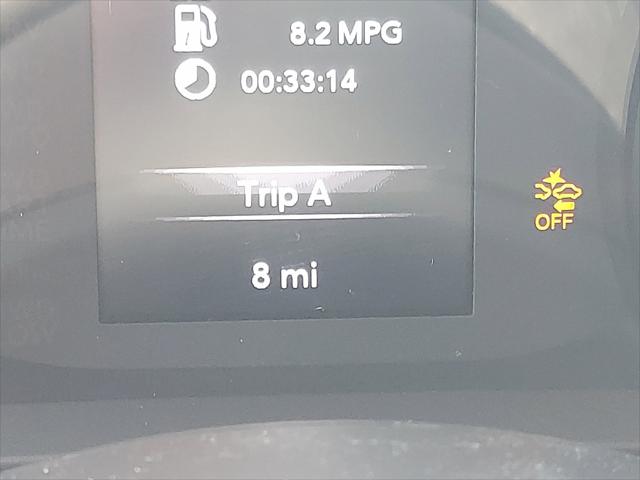 8.2 MPG
00:33:14
Trip A
OFF
8 mi